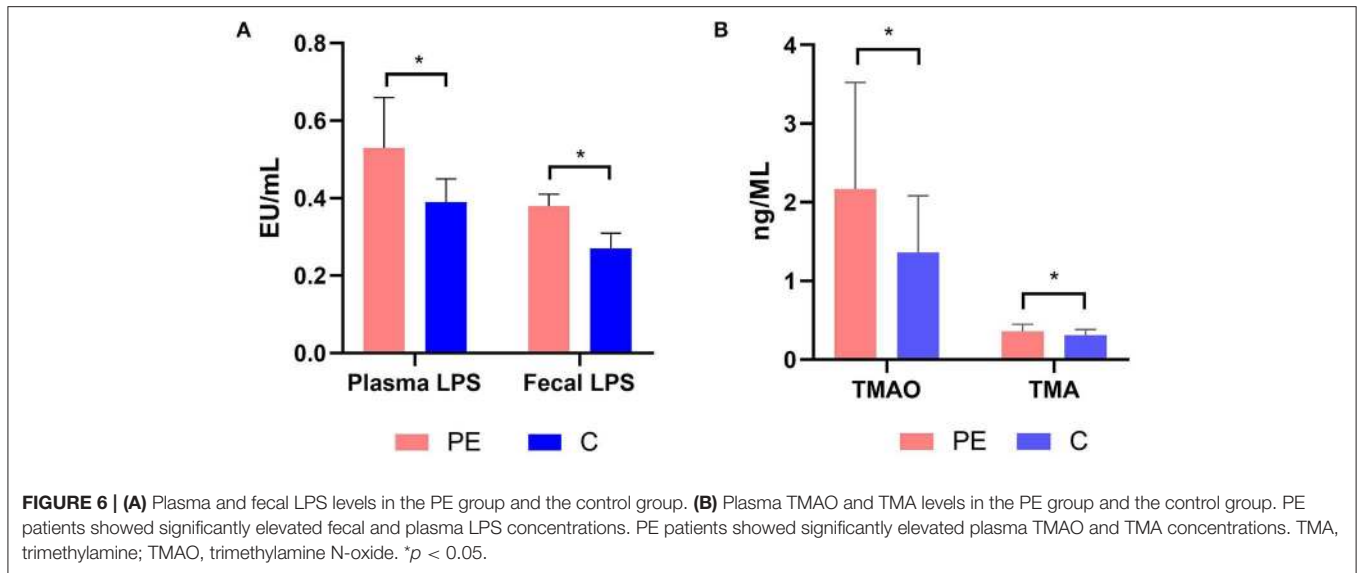 A
EU/mL
0.8
0.6
0.4
0.2
0.0
*
*
Plasma LPS Fecal LPS
PE C
B
ng/ML
4
3
2
1
0
*
*
TMAO TMA
PE C
FIGURE 6 | (A) Plasma and fecal LPS levels in the PE group and the control group. (B) Plasma TMAO and TMA levels in the PE group and the control group. PE
patients showed significantly elevated fecal and plasma LPS concentrations. PE patients showed significantly elevated plasma TMAO and TMA concentrations. TMA,
trimethylamine; TMAO, trimethylamine N-oxide. *p < 0.05.